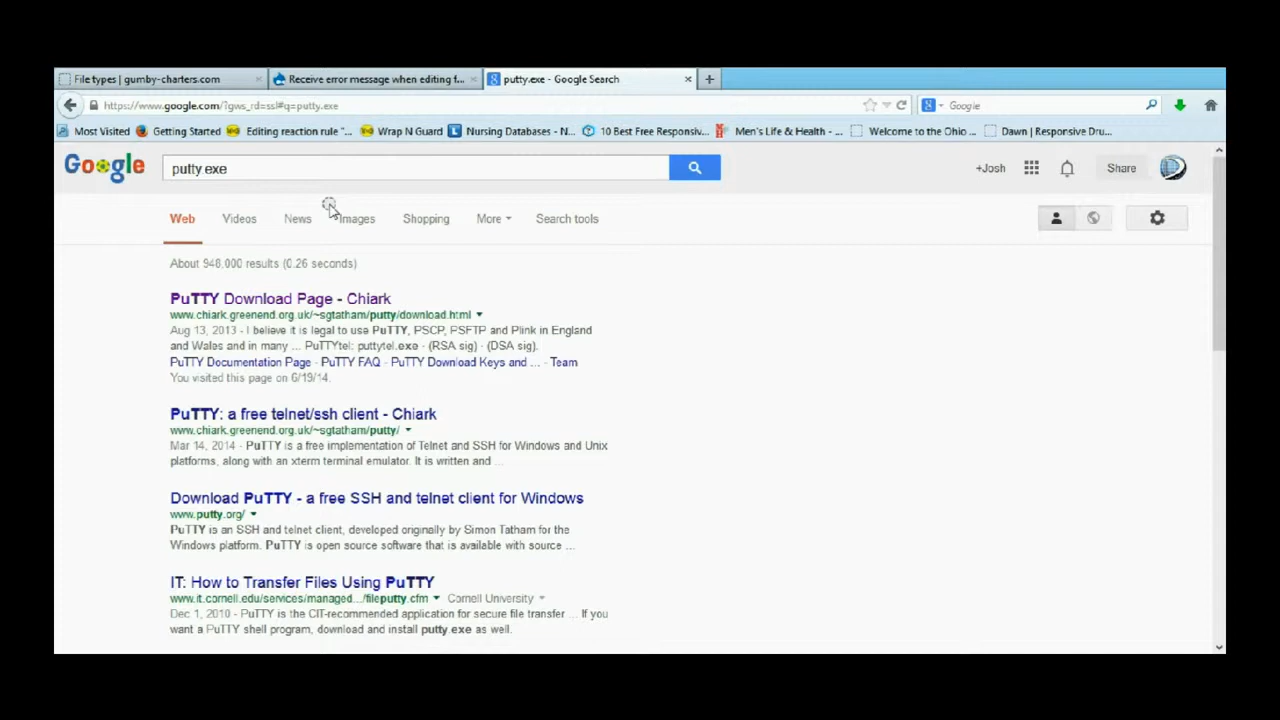 File types | gumby-charters.com
Receive error message when editing f...
putty.exe - Google Search
https://www.google.com/?gws_rd=ssl#q=putty.exe
Google
Most Visited Getting Started Editing reaction rule "... Wrap N Guard Nursing Databases - N... 10 Best Free Responsiv... Men's Life & Health - ... Welcome to the Ohio ... Dawn | Responsive Dru...
Google putty.exe +Josh Share
Web Videos News Images Shopping More Search tools
About 948,000 results (0.26 seconds)
PuTTY Download Page - Chiark
www.chiark.greenend.org.uk/~sgtatham/putty/download.html
Aug 13, 2013 - I believe it is legal to use PuTTY, PSCP, PSFTP and Plink in England
and Wales and in many ... PuTTYtel: puttytel.exe · (RSA sig) · (DSA sig).
PuTTY Documentation Page - PuTTY FAQ - PuTTY Download Keys and ... - Team
You visited this page on 6/19/14.
PuTTY: a free telnet/ssh client - Chiark
www.chiark.greenend.org.uk/~sgtatham/putty/
Mar 14, 2014 - PuTTY is a free implementation of Telnet and SSH for Windows and Unix
platforms, along with an xterm terminal emulator. It is written and ...
Download PuTTY - a free SSH and telnet client for Windows
www.putty.org/
PuTTY is an SSH and telnet client, developed originally by Simon Tatham for the
Windows platform. PuTTY is open source software that is available with source ...
IT: How to Transfer Files Using PuTTY
www.it.cornell.edu/services/managed.../fileputty.cfm Cornell University
Dec 1, 2010 - PuTTY is the CIT-recommended application for secure file transfer ... If you
want a PuTTY shell program, download and install putty.exe as well.